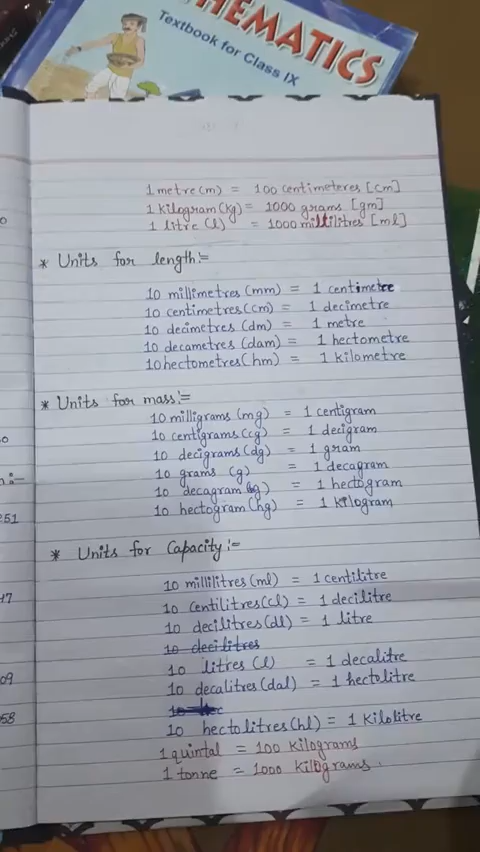 HEMATICS
Textbook for Class IX
1 metre (m) = 100 centimeteres [cm]
1 kilogram (kg) = 1000 grams [gm]
1 litre (l) = 1000 millilitres [ml]
* Units for length:=
10 millimetres (mm) = 1 centimetre
10 centimetres (cm) = 1 decimetre
10 decimetres (dm) = 1 metre
10 decametres (dam) = 1 hectometre
10 hectometres (hm) = 1 kilometre
* Units for mass:=
10 milligrams (mg) = 1 centigram
10 centigrams (cg) = 1 decigram
10 decigrams (dg) = 1 gram
10 grams (g) = 1 decagram
10 decagram = 1 hectogram
10 hectogram (hg) = 1 kilogram
* Units for Capacity:=
10 millilitres (ml) = 1 centilitre
10 centilitres (cl) = 1 decilitre
10 decilitres (dl) = 1 litre
10 decilitres
10 litres (l) = 1 decalitre
10 decalitres (dal) = 1 hectolitre
10 hectolitres (hl) = 1 kilolitre
1 quintal = 100 kilograms
1 tonne = 1000 kilograms